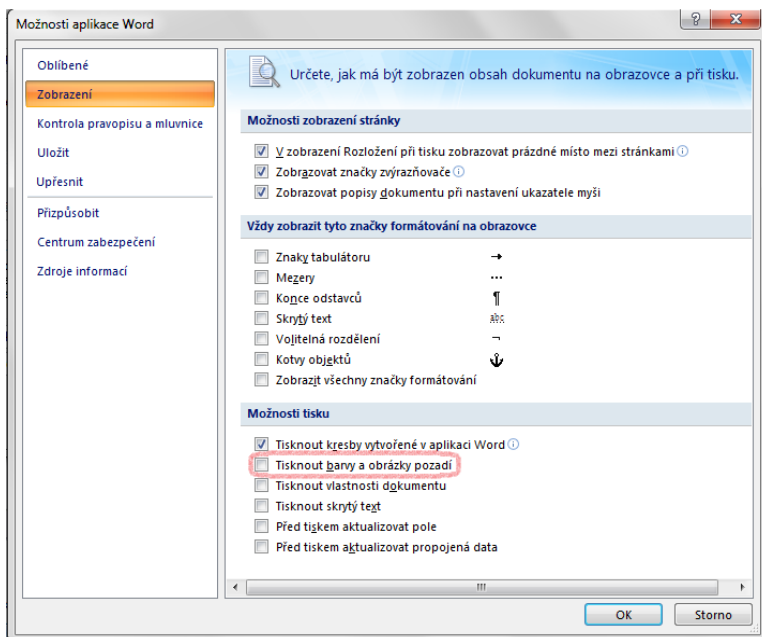 Možnosti aplikace Word
Oblíbené
Zobrazení
Kontrola pravopisu a mluvnice
Uložit
Upřesnit
Přizpůsobit
Centrum zabezpečení
Zdroje informací
Určete, jak má být zobrazen obsah dokumentu na obrazovce a při tisku.
Možnosti zobrazení stránky
V zobrazení Rozložení při tisku zobrazovat prázdné místo mezi stránkami
Zobrazovat značky zvýrazňovače
Zobrazovat popisy dokumentu při nastavení ukazatele myši
Vždy zobrazit tyto značky formátování na obrazovce
Znaky tabulátoru →
Mezery ···
Konce odstavců ¶
Skrytý text abc
Volitelná rozdělení ¬
Kotvy objektů ⚓
Zobrazit všechny značky formátování
Možnosti tisku
Tisknout kresby vytvořené v aplikaci Word
Tisknout barvy a obrázky pozadí
Tisknout vlastnosti dokumentu
Tisknout skrytý text
Před tiskem aktualizovat pole
Před tiskem aktualizovat propojená data
OK Storno